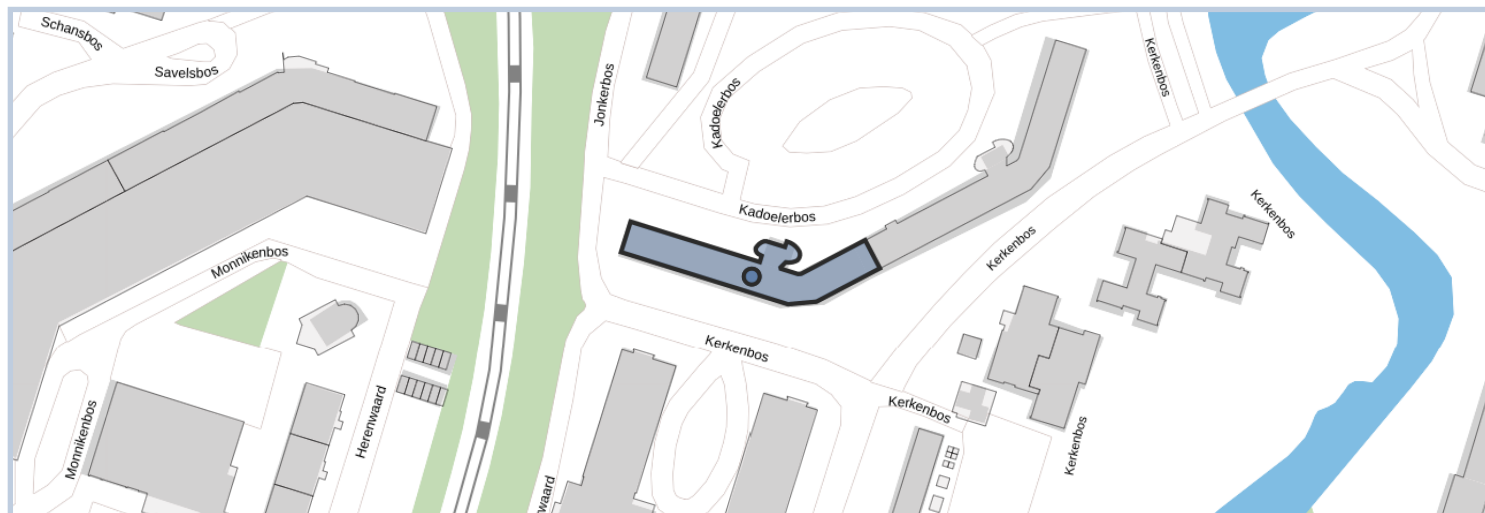 Schansbos
Savelsbos
Jonkerbos
Kadoelerbos
Kerkenbos
Kadoelerbos
Kerkenbos
Kerkenbos
Monnikenbos
Kerkenbos
Herenwaard
Kerkenbos
Monnikenbos
Kerkenbos
waard